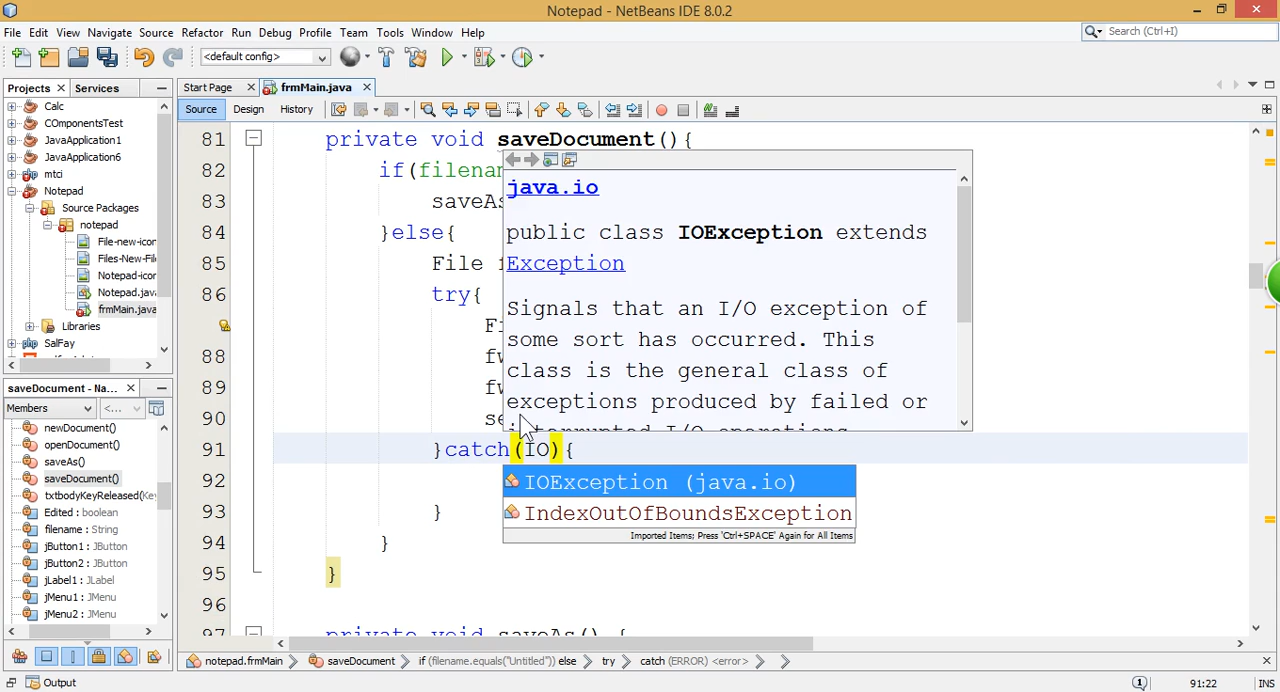 Notepad - NetBeans IDE 8.0.2
File Edit View Navigate Source Refactor Run Debug Profile Team Tools Window Help
Search (Ctrl+I)
<default config>
Projects Services
Start Page frmMain.java
Source Design History
Calc
COmponentsTest
JavaApplication1
JavaApplication6
mtci
Notepad
Source Packages
notepad
File-new-icon
Files-New-File
Notepad-icon
Notepad.java
frmMain.java
Libraries
SalFay
saveDocument - Na...
Members <...
newDocument()
openDocument()
saveAs()
saveDocument()
txtbodyKeyReleased(Key
Edited : boolean
filename : String
jButton1 : JButton
jButton2 : JButton
jLabel1 : JLabel
jMenu1 : JMenu
jMenu2 : JMenu
81 private void saveDocument(){
82 if(filenam
83 saveAs
84 }else{
85 File f
86 try{
Fi
88 fw
89 fw
90 se
91 }catch(IO){
92
93 }
94 }
95 }
96
97 private void saveAs() {
java.io
public class IOException extends
Exception
Signals that an I/O exception of
some sort has occurred. This
class is the general class of
exceptions produced by failed or
interrupted I/O operations.
IOException (java.io)
IndexOutOfBoundsException
Imported Items; Press 'Ctrl+SPACE' Again for All Items
notepad.frmMain saveDocument if (filename.equals("Untitled")) else try catch (ERROR) <error>
Output
1 91:22 INS